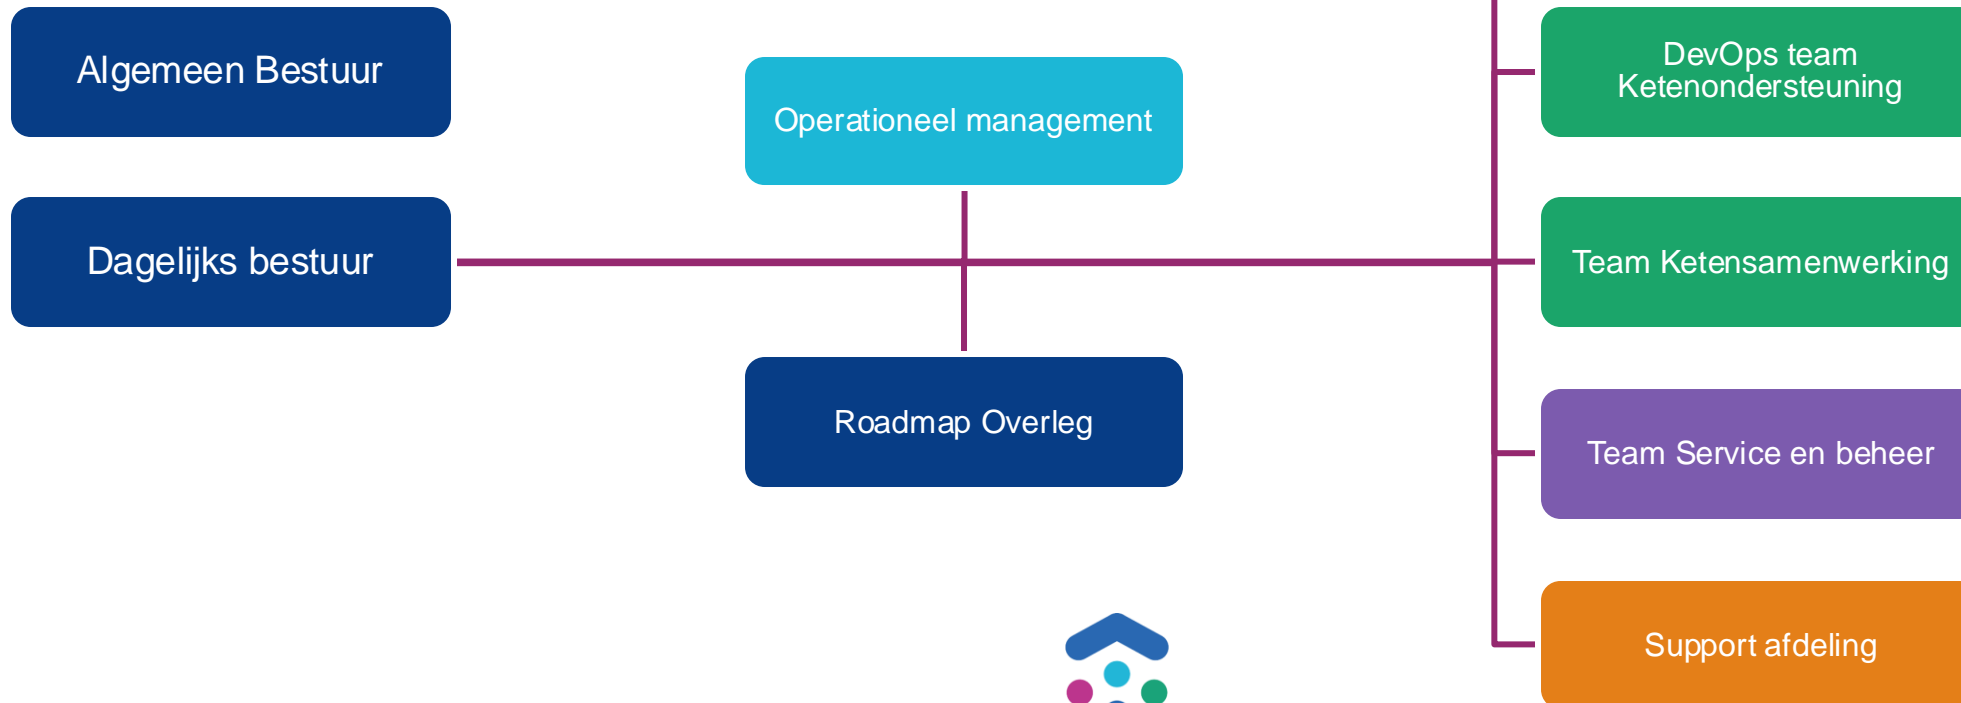 Algemeen Bestuur
Dagelijks bestuur
Operationeel management
Roadmap Overleg
DevOps team
Ketenondersteuning
Team Ketensamenwerking
Team Service en beheer
Support afdeling